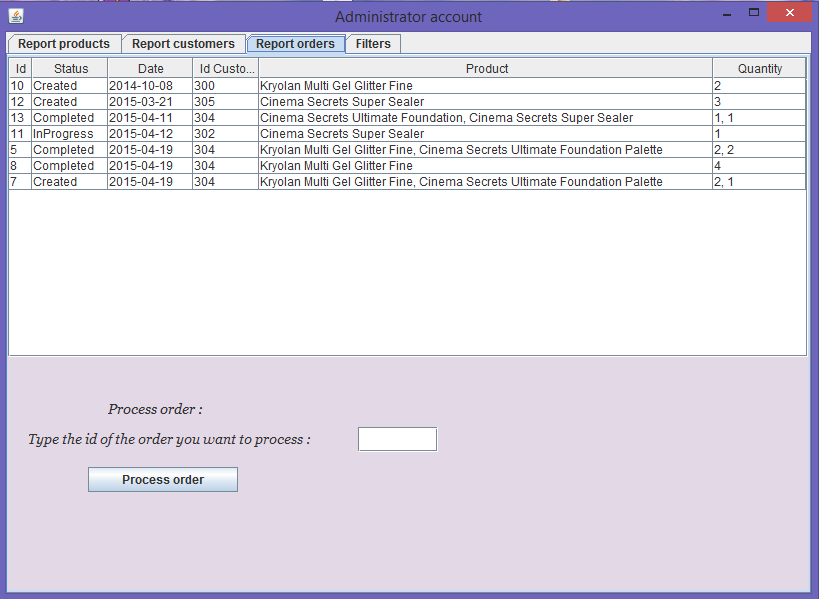 Administrator account
Report products Report customers Report orders Filters
Id Status Date Id Custo... Product Quantity
10 Created 2014-10-08 300 Kryolan Multi Gel Glitter Fine 2
12 Created 2015-03-21 305 Cinema Secrets Super Sealer 3
13 Completed 2015-04-11 304 Cinema Secrets Ultimate Foundation, Cinema Secrets Super Sealer 1, 1
11 InProgress 2015-04-12 302 Cinema Secrets Super Sealer 1
5 Completed 2015-04-19 304 Kryolan Multi Gel Glitter Fine, Cinema Secrets Ultimate Foundation Palette 2, 2
8 Completed 2015-04-19 304 Kryolan Multi Gel Glitter Fine 4
7 Created 2015-04-19 304 Kryolan Multi Gel Glitter Fine, Cinema Secrets Ultimate Foundation Palette 2, 1
Process order :
Type the id of the order you want to process :
Process order